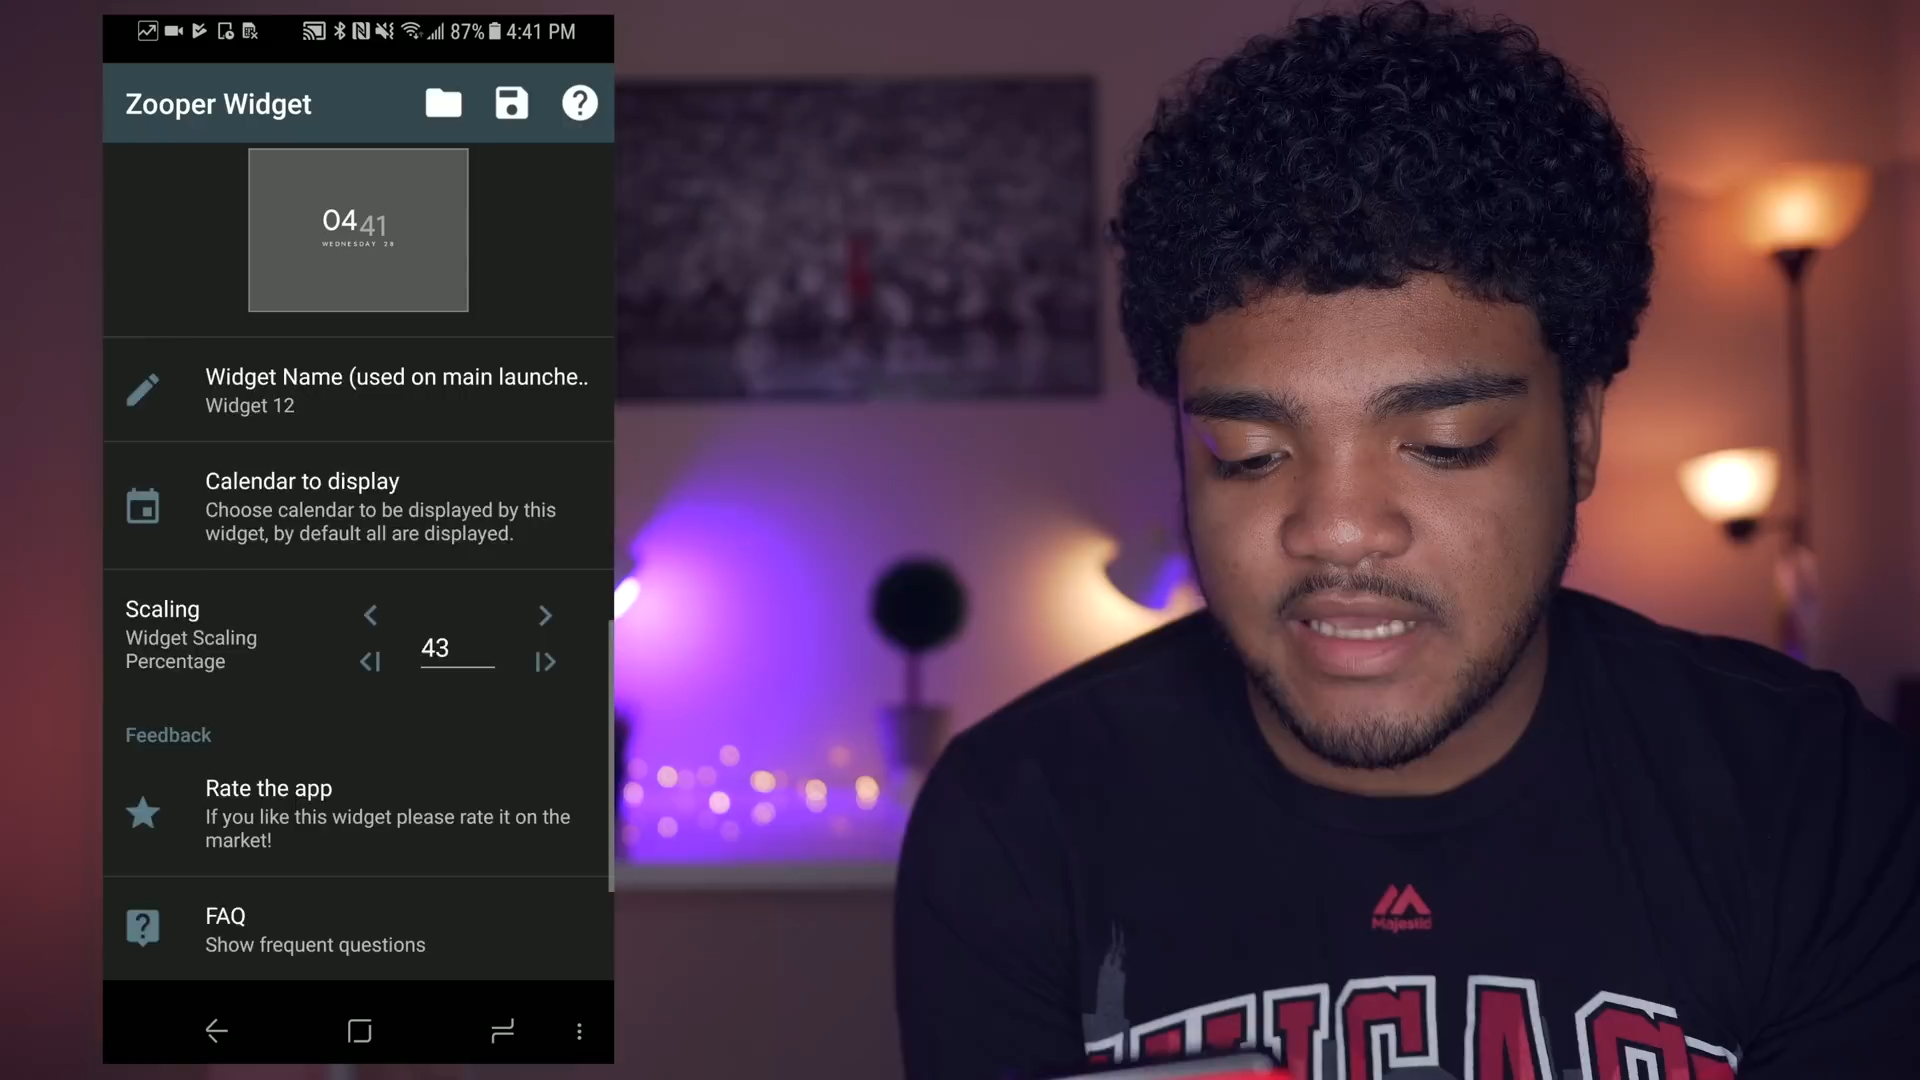 87% 4:41 PM
Zooper Widget
04 41
WEDNESDAY 28
Widget Name (used on main launche..
Widget 12
Calendar to display
Choose calendar to be displayed by this
widget, by default all are displayed.
Scaling
Widget Scaling
Percentage
43
Feedback
Rate the app
If you like this widget please rate it on the
market!
FAQ
Show frequent questions
Majestic